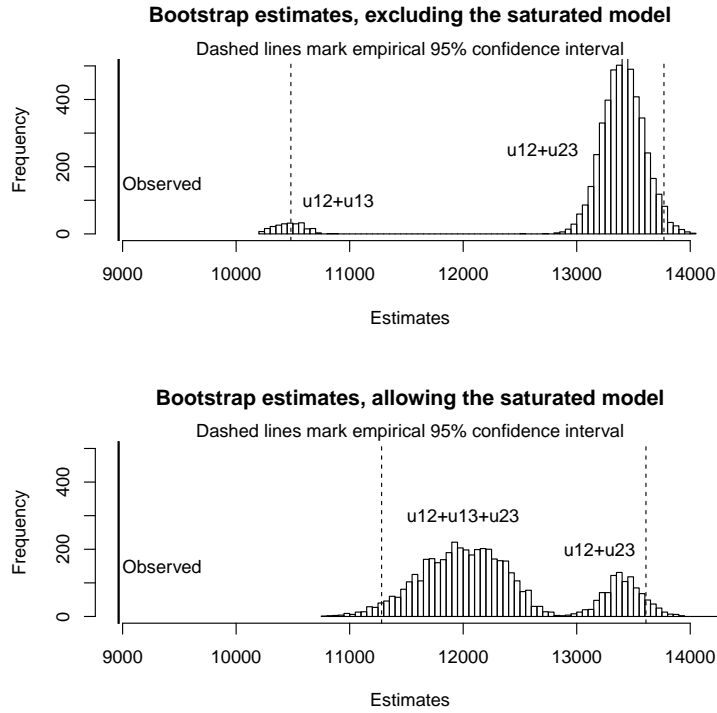 Bootstrap estimates, excluding the saturated model
Dashed lines mark empirical 95% confidence interval
Frequency
400
200
0
u12+u23
Observed
u12+u13
9000 10000 11000 12000 13000 14000
Estimates
Bootstrap estimates, allowing the saturated model
Dashed lines mark empirical 95% confidence interval
Frequency
400
200
0
u12+u13+u23
u12+u23
Observed
9000 10000 11000 12000 13000 14000
Estimates